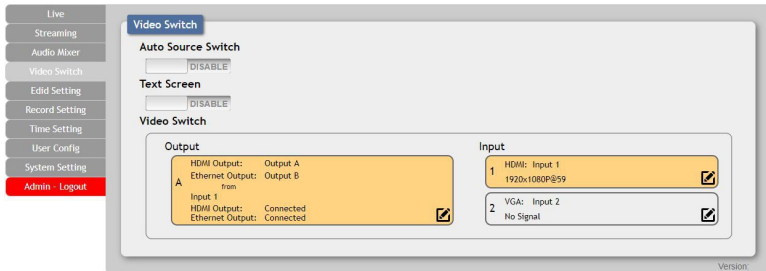 Live
Streaming
Audio Mixer
Video Switch
Edid Setting
Record Setting
Time Setting
User Config
System Setting
Admin - Logout
Video Switch
Auto Source Switch
DISABLE
Text Screen
DISABLE
Video Switch
Output
A
HDMI Output: Output A
Ethernet Output: Output B
from
Input 1
HDMI Output: Connected
Ethernet Output: Connected
Input
1
HDMI: Input 1
1920x1080P@59
2
VGA: Input 2
No Signal
Version: